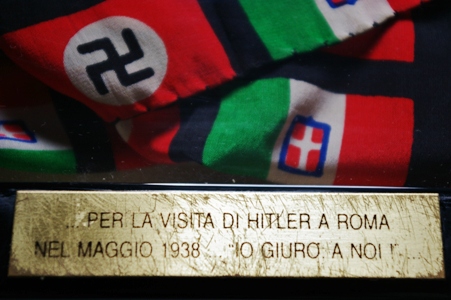 ...PER LA VISITA DI HITLER A ROMA
NEL MAGGIO 1938 ... "IO GIURO, A NOI !" ...